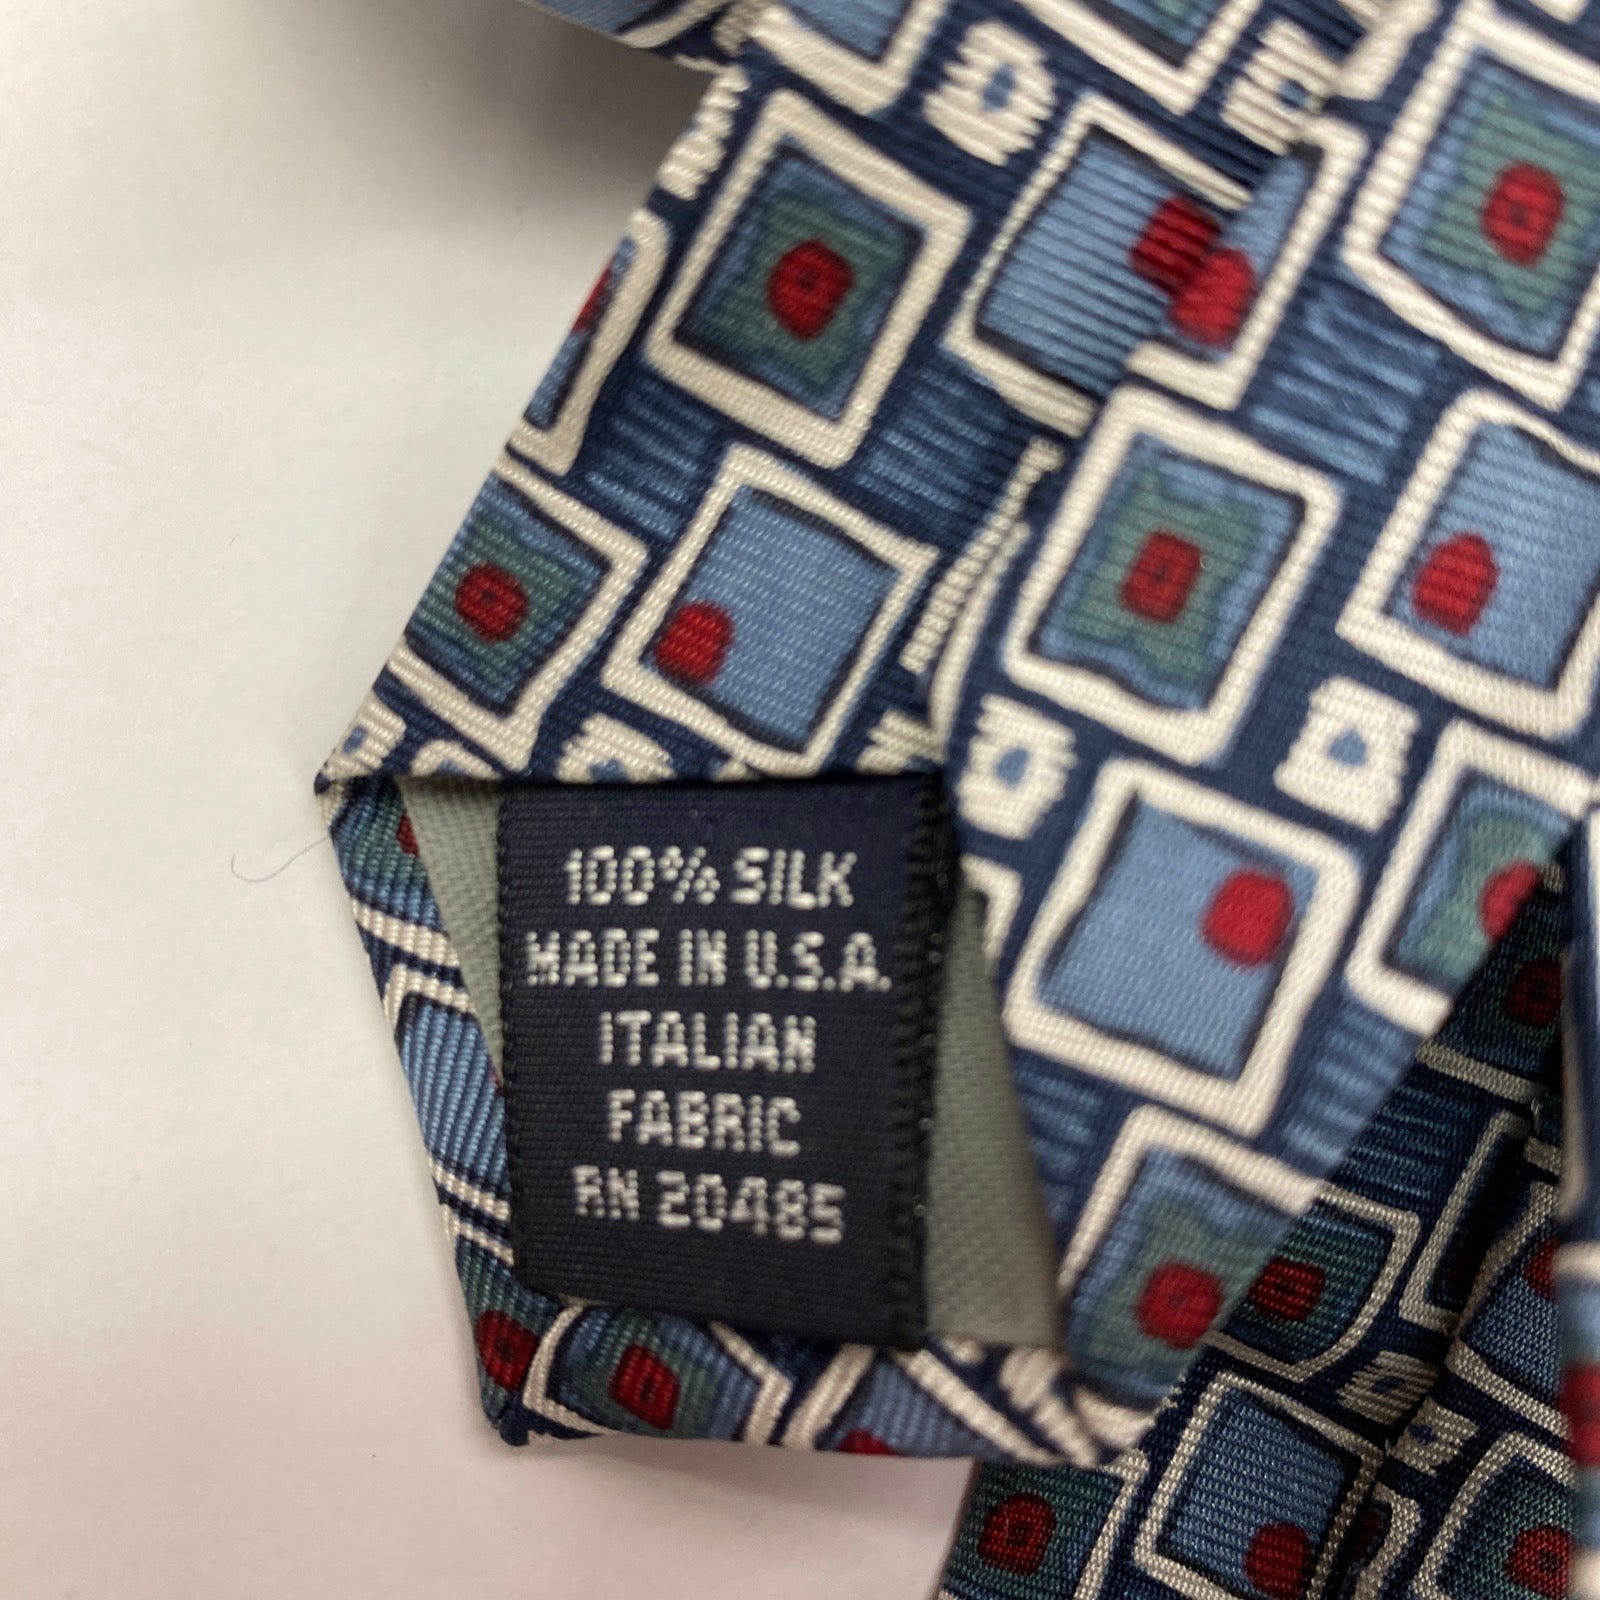 100% SILK
MADE IN U.S.A.
ITALIAN
FABRIC
RN 20485